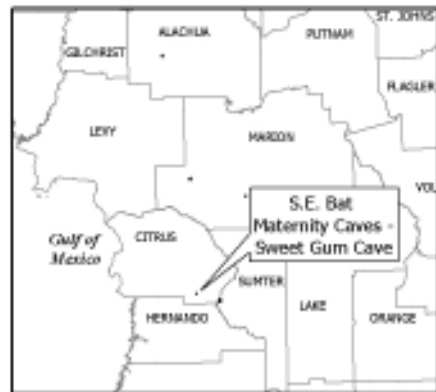 ST. JOHNS
ALACHUA
PUTNAM
GILCHRIST
FLAGLER
LEVY
MARION
VOL
S.E. Bat
Maternity Caves -
Sweet Gum Cave
Gulf of
Mexico
CITRUS
SUMTER
LAKE
HERNANDO
ORANGE